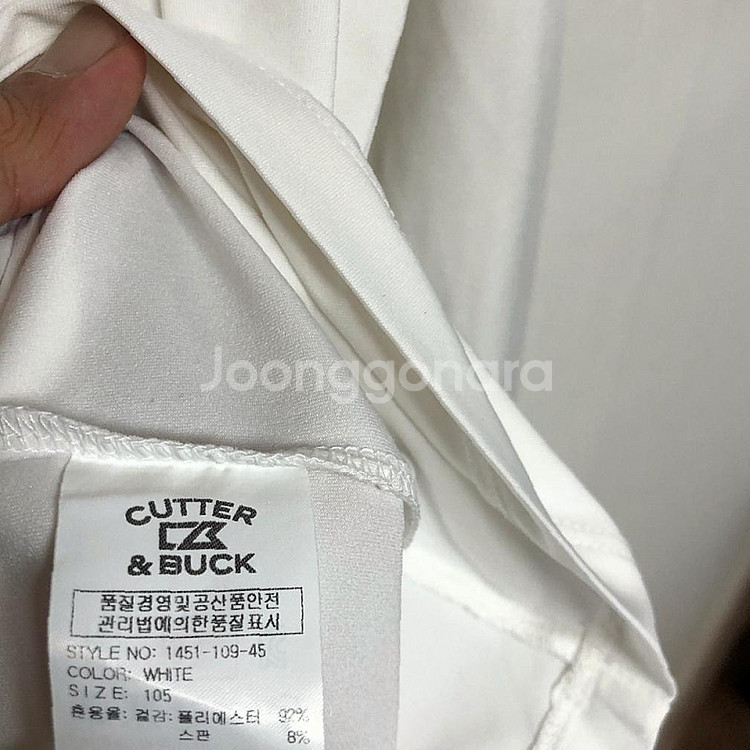 Joonggonara
CUTTER
& BUCK
품질경영및공산품안전
관리법에의한품질표시
STYLE NO: 1451-109-45
COLOR: WHITE
SIZE: 105
혼용율: 겉감: 폴리에스터 92%
스판 8%